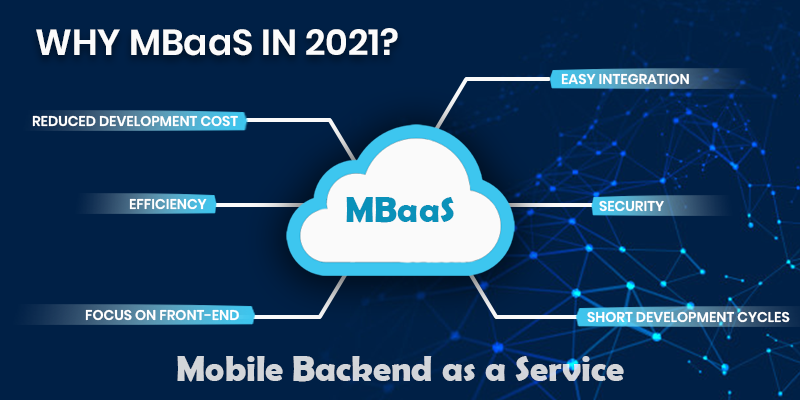 WHY MBaaS IN 2021?
EASY INTEGRATION
REDUCED DEVELOPMENT COST
MBaaS
EFFICIENCY
SECURITY
FOCUS ON FRONT-END
SHORT DEVELOPMENT CYCLES
Mobile Backend as a Service